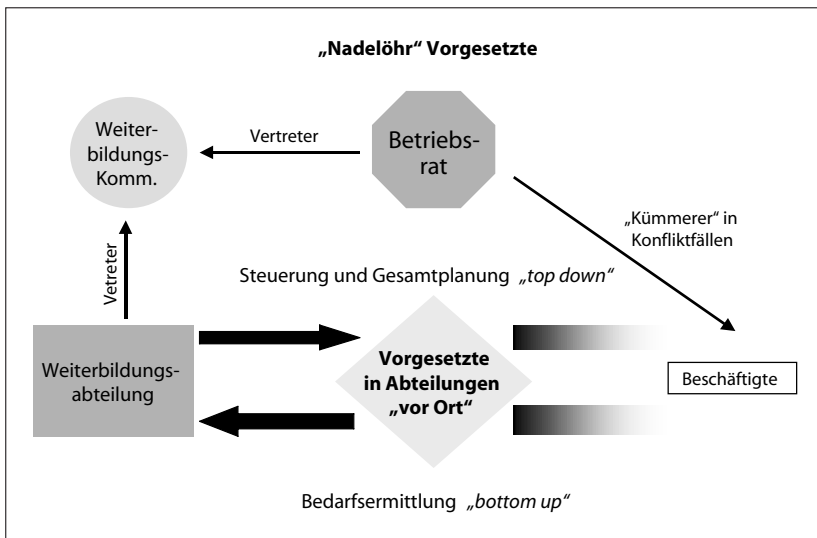 „Nadelöhr“ Vorgesetzte
Weiter-
bildungs-
Komm.
Vertreter
Betriebs-
rat
„Kümmerer“ in
Konfliktfällen
Vetreter
Steuerung und Gesamtplanung „top down“
Weiterbildungs-
abteilung
Vorgesetzte
in Abteilungen
„vor Ort“
Beschäftigte
Bedarfsermittlung „bottom up“